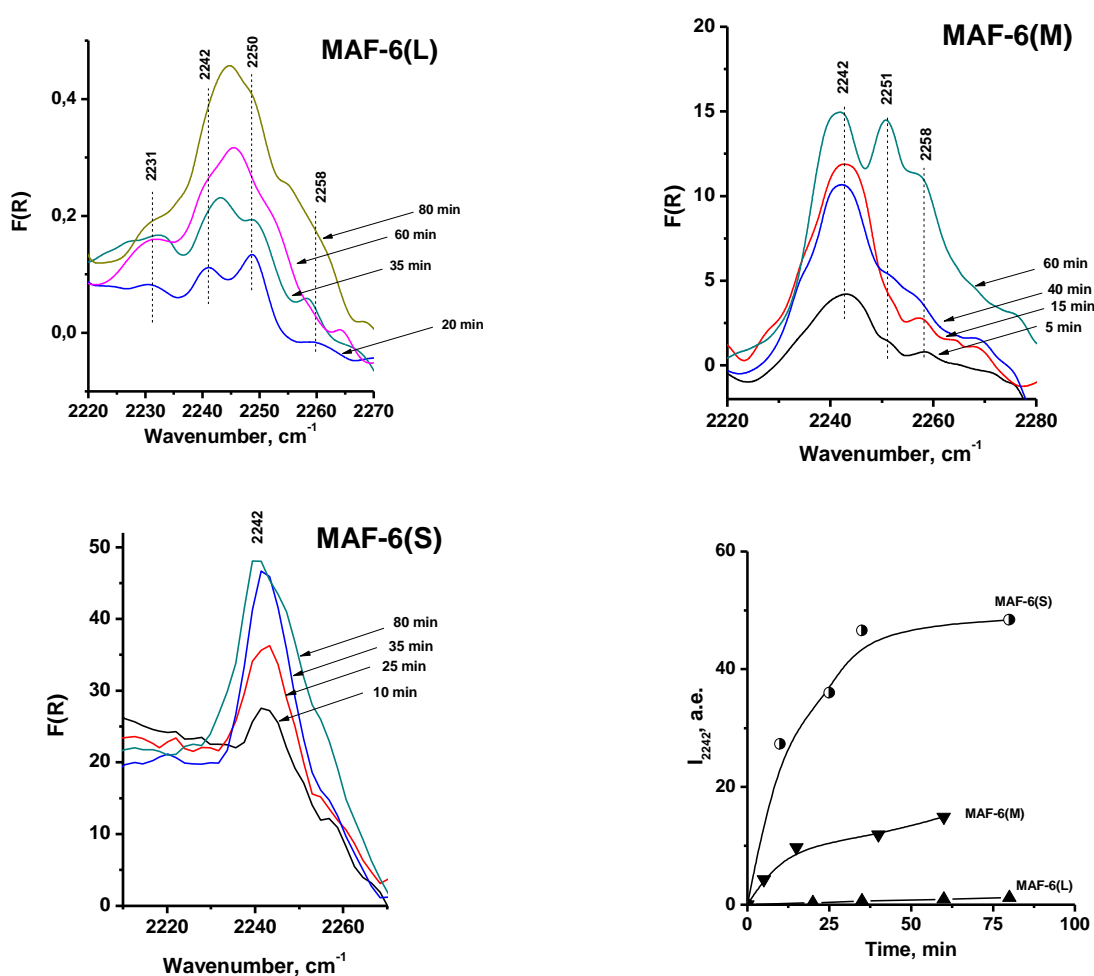 MAF-6(L)
2231
2242
2250
2258
F(R)
0,4
0,2
0,0
80 min
60 min
35 min
20 min
2220 2230 2240 2250 2260 2270
Wavenumber, cm-1
MAF-6(M)
2242
2251
2258
F(R)
20
15
10
5
0
60 min
40 min
15 min
5 min
2220 2240 2260 2280
Wavenumber, cm-1
MAF-6(S)
2242
F(R)
50
40
30
20
10
0
80 min
35 min
25 min
10 min
2220 2240 2260
Wavenumber, cm-1
I2242, a.e.
60
40
20
0
MAF-6(S)
MAF-6(M)
MAF-6(L)
0 25 50 75 100
Time, min